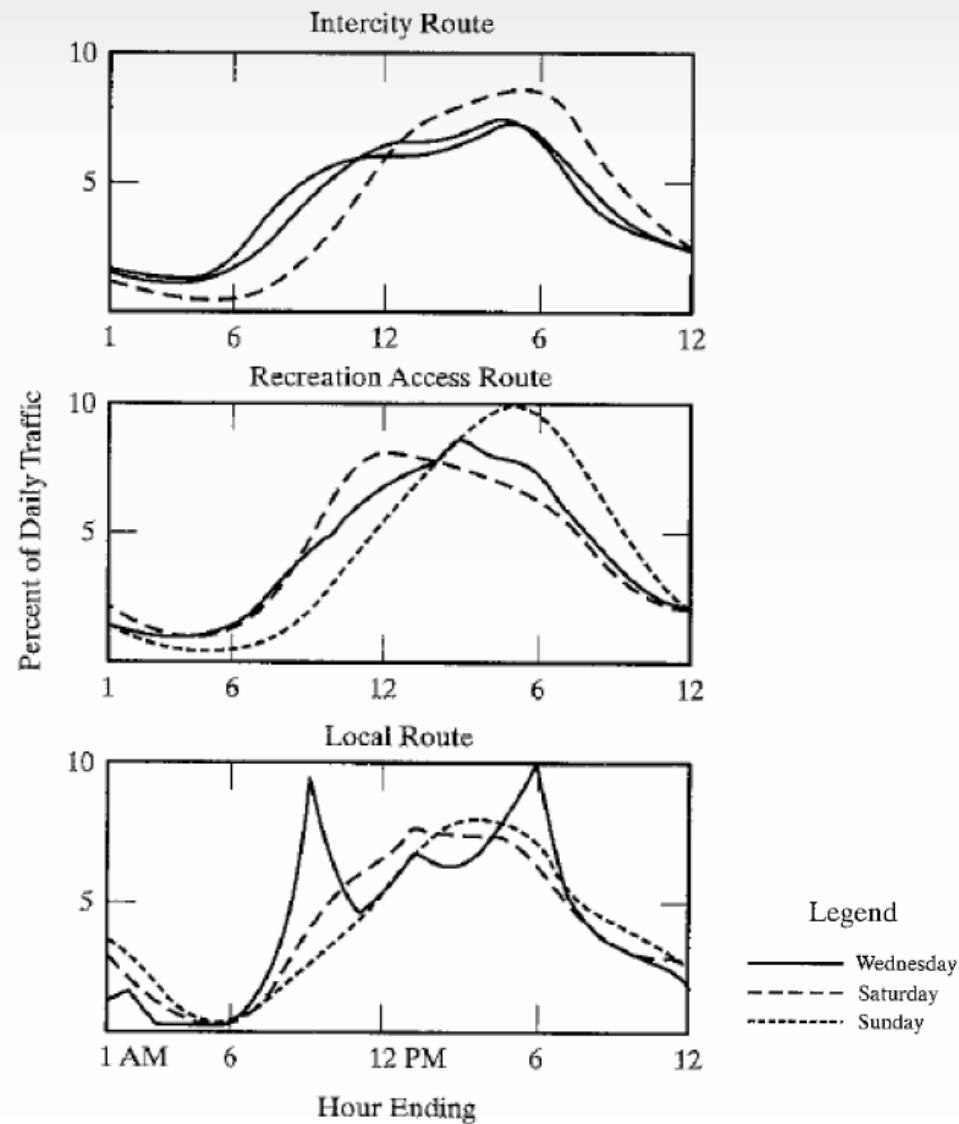 Intercity Route
10
5
1 6 12 6 12
Recreation Access Route
10
5
1 6 12 6 12
Percent of Daily Traffic
Local Route
10
5
1 AM 6 12 PM 6 12
Hour Ending
Legend
Wednesday
Saturday
Sunday